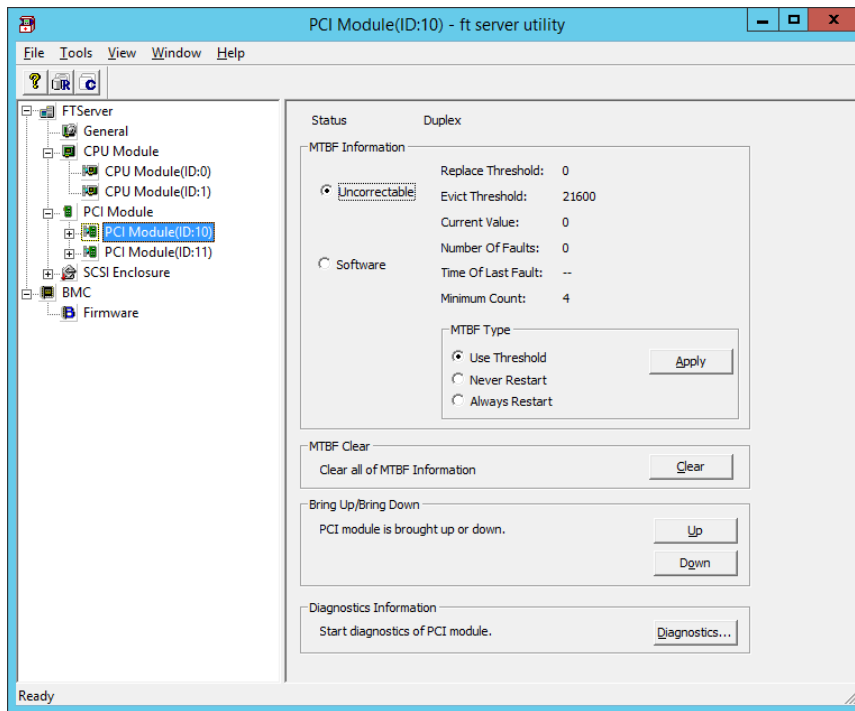 PCI Module(ID:10) - ft server utility
File Tools View Window Help
FTServer
General
CPU Module
CPU Module(ID:0)
CPU Module(ID:1)
PCI Module
PCI Module(ID:10)
PCI Module(ID:11)
SCSI Enclosure
BMC
Firmware
Status Duplex
MTBF Information
Uncorrectable
Software
Replace Threshold: 0
Evict Threshold: 21600
Current Value: 0
Number Of Faults: 0
Time Of Last Fault: --
Minimum Count: 4
MTBF Type
Use Threshold
Never Restart
Always Restart
Apply
MTBF Clear
Clear all of MTBF Information
Clear
Bring Up/Bring Down
PCI module is brought up or down.
Up
Down
Diagnostics Information
Start diagnostics of PCI module.
Diagnostics...
Ready